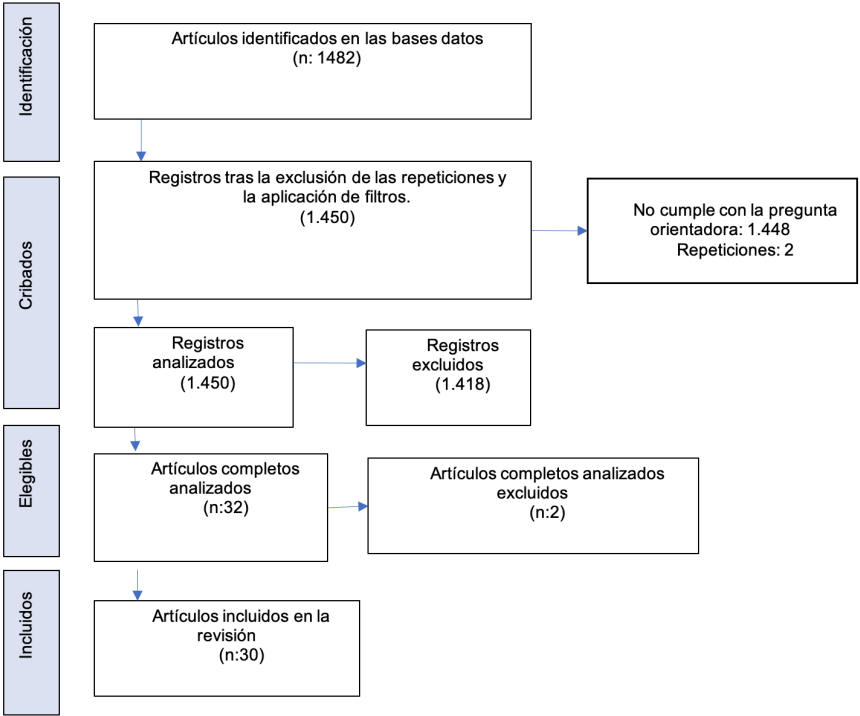 Identificación
Artículos identificados en las bases datos
(n: 1482)
Cribados
Registros tras la exclusión de las repeticiones y
la aplicación de filtros.
(1.450)
No cumple con la pregunta
orientadora: 1.448
Repeticiones: 2
Registros
analizados
(1.450)
Registros
excluidos
(1.418)
Elegibles
Artículos completos
analizados
(n:32)
Artículos completos analizados
excluidos
(n:2)
Incluidos
Artículos incluidos en la
revisión
(n:30)